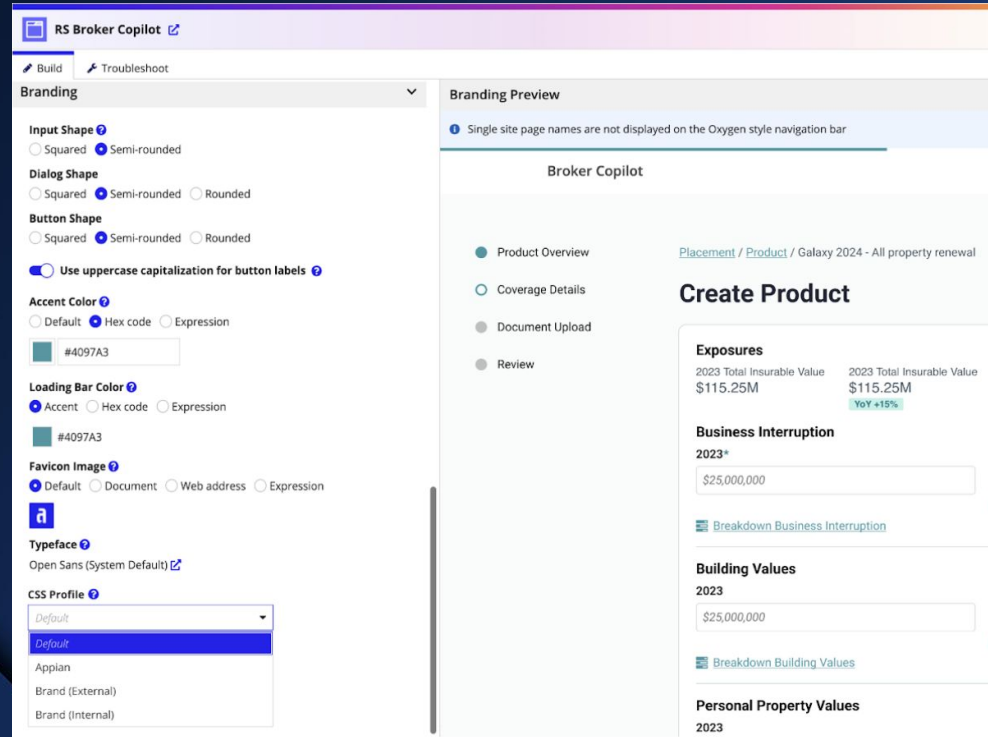 RS Broker Copilot
Build
Troubleshoot
Branding
Input Shape
Squared
Semi-rounded
Dialog Shape
Squared
Semi-rounded
Rounded
Button Shape
Squared
Semi-rounded
Rounded
Use uppercase capitalization for button labels
Accent Color
Default
Hex code
Expression
#4097A3
Loading Bar Color
Accent
Hex code
Expression
#4097A3
Favicon Image
Default
Document
Web address
Expression
a
Typeface
Open Sans (System Default)
CSS Profile
Default
Default
Appian
Brand (External)
Brand (Internal)
Branding Preview
Single site page names are not displayed on the Oxygen style navigation bar
Broker Copilot
Product Overview
Coverage Details
Document Upload
Review
Placement / Product / Galaxy 2024 - All property renewal
Create Product
Exposures
2023 Total Insurable Value
$115.25M
2023 Total Insurable Value
$115.25M
YoY +15%
Business Interruption
2023*
$25,000,000
Breakdown Business Interruption
Building Values
2023
$25,000,000
Breakdown Building Values
Personal Property Values
2023